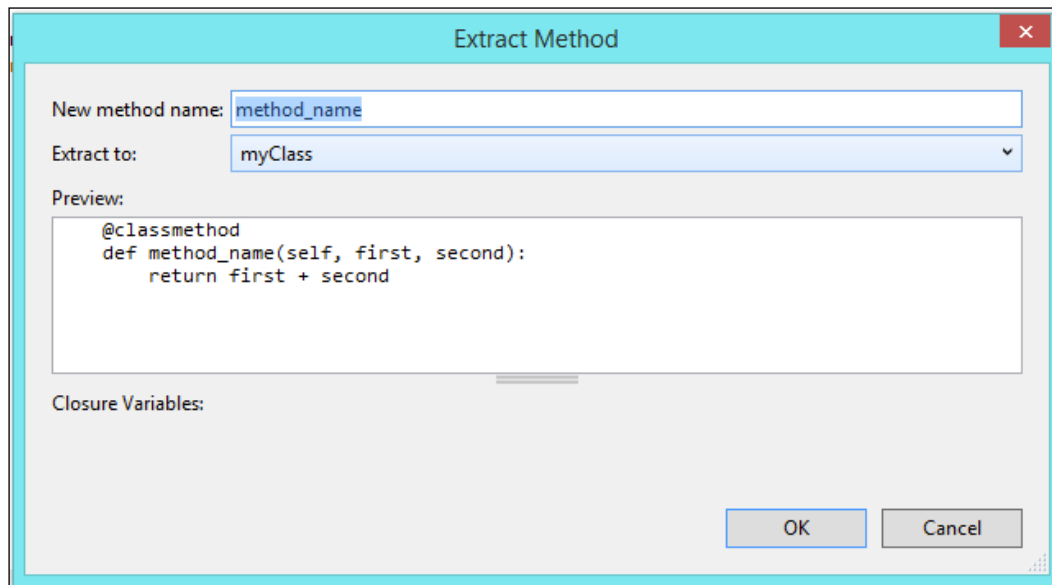 Extract Method
New method name: method_name
Extract to: myClass
Preview:
    @classmethod
    def method_name(self, first, second):
        return first + second
Closure Variables:
OK Cancel